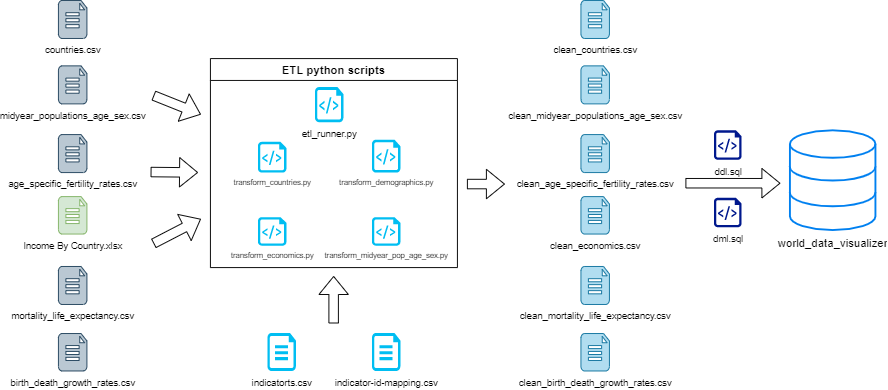 countries.csv
midyear_populations_age_sex.csv
age_specific_fertility_rates.csv
Income By Country.xlsx
mortality_life_expectancy.csv
birth_death_growth_rates.csv
ETL python scripts
etl_runner.py
transform_countries.py
transform_demographics.py
transform_economics.py
transform_midyear_pop_age_sex.py
indicatorts.csv
indicator-id-mapping.csv
clean_countries.csv
clean_midyear_populations_age_sex.csv
clean_age_specific_fertility_rates.csv
clean_economics.csv
clean_mortality_life_expectancy.csv
clean_birth_death_growth_rates.csv
ddl.sql
dml.sql
world_data_visualizer